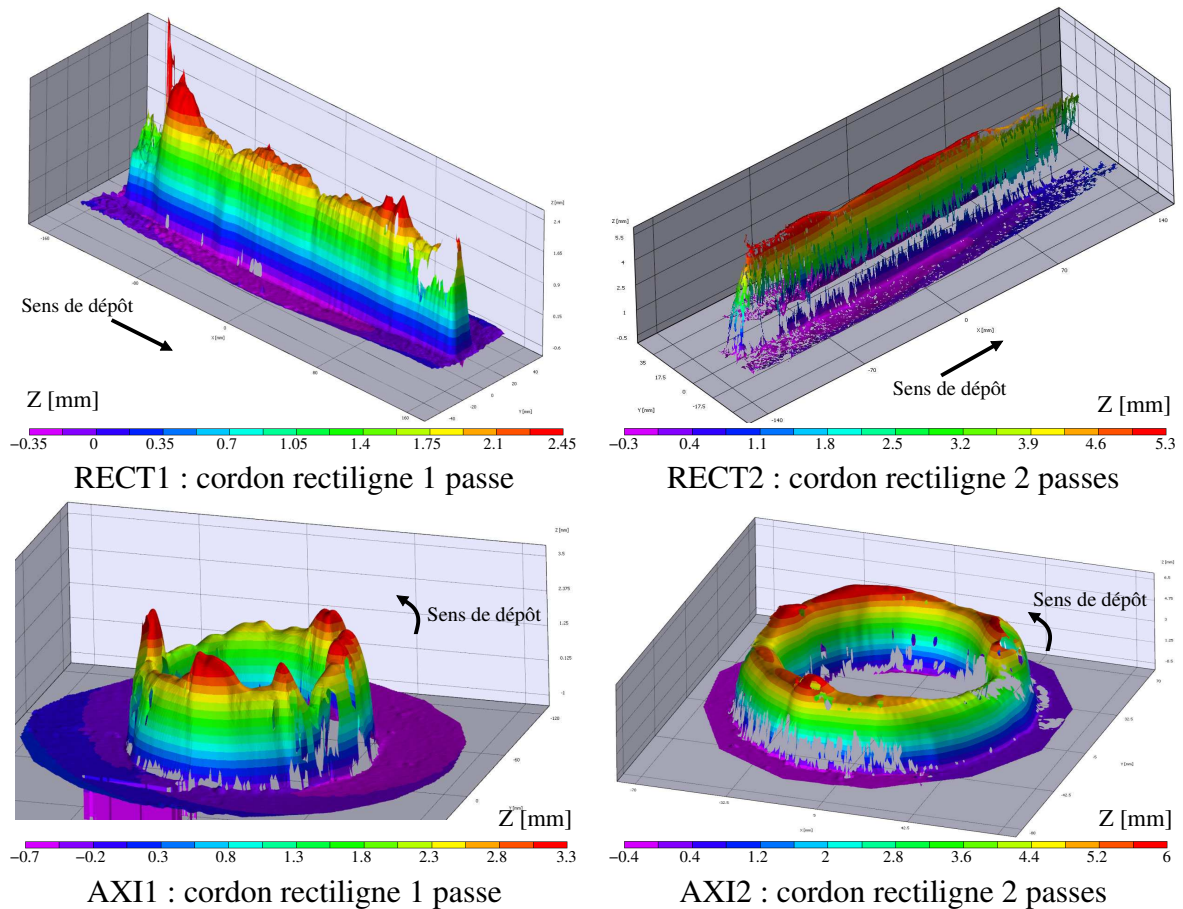 Sens de dépôt
Z [mm]
−0.35 0 0.35 0.7 1.05 1.4 1.75 2.1 2.45
RECT1 : cordon rectiligne 1 passe
Sens de dépôt
Z [mm]
−0.3 0.4 1.1 1.8 2.5 3.2 3.9 4.6 5.3
RECT2 : cordon rectiligne 2 passes
Sens de dépôt
Z [mm]
−0.7 −0.2 0.3 0.8 1.3 1.8 2.3 2.8 3.3
AXI1 : cordon rectiligne 1 passe
Sens de dépôt
Z [mm]
−0.4 0.4 1.2 2 2.8 3.6 4.4 5.2 6
AXI2 : cordon rectiligne 2 passes